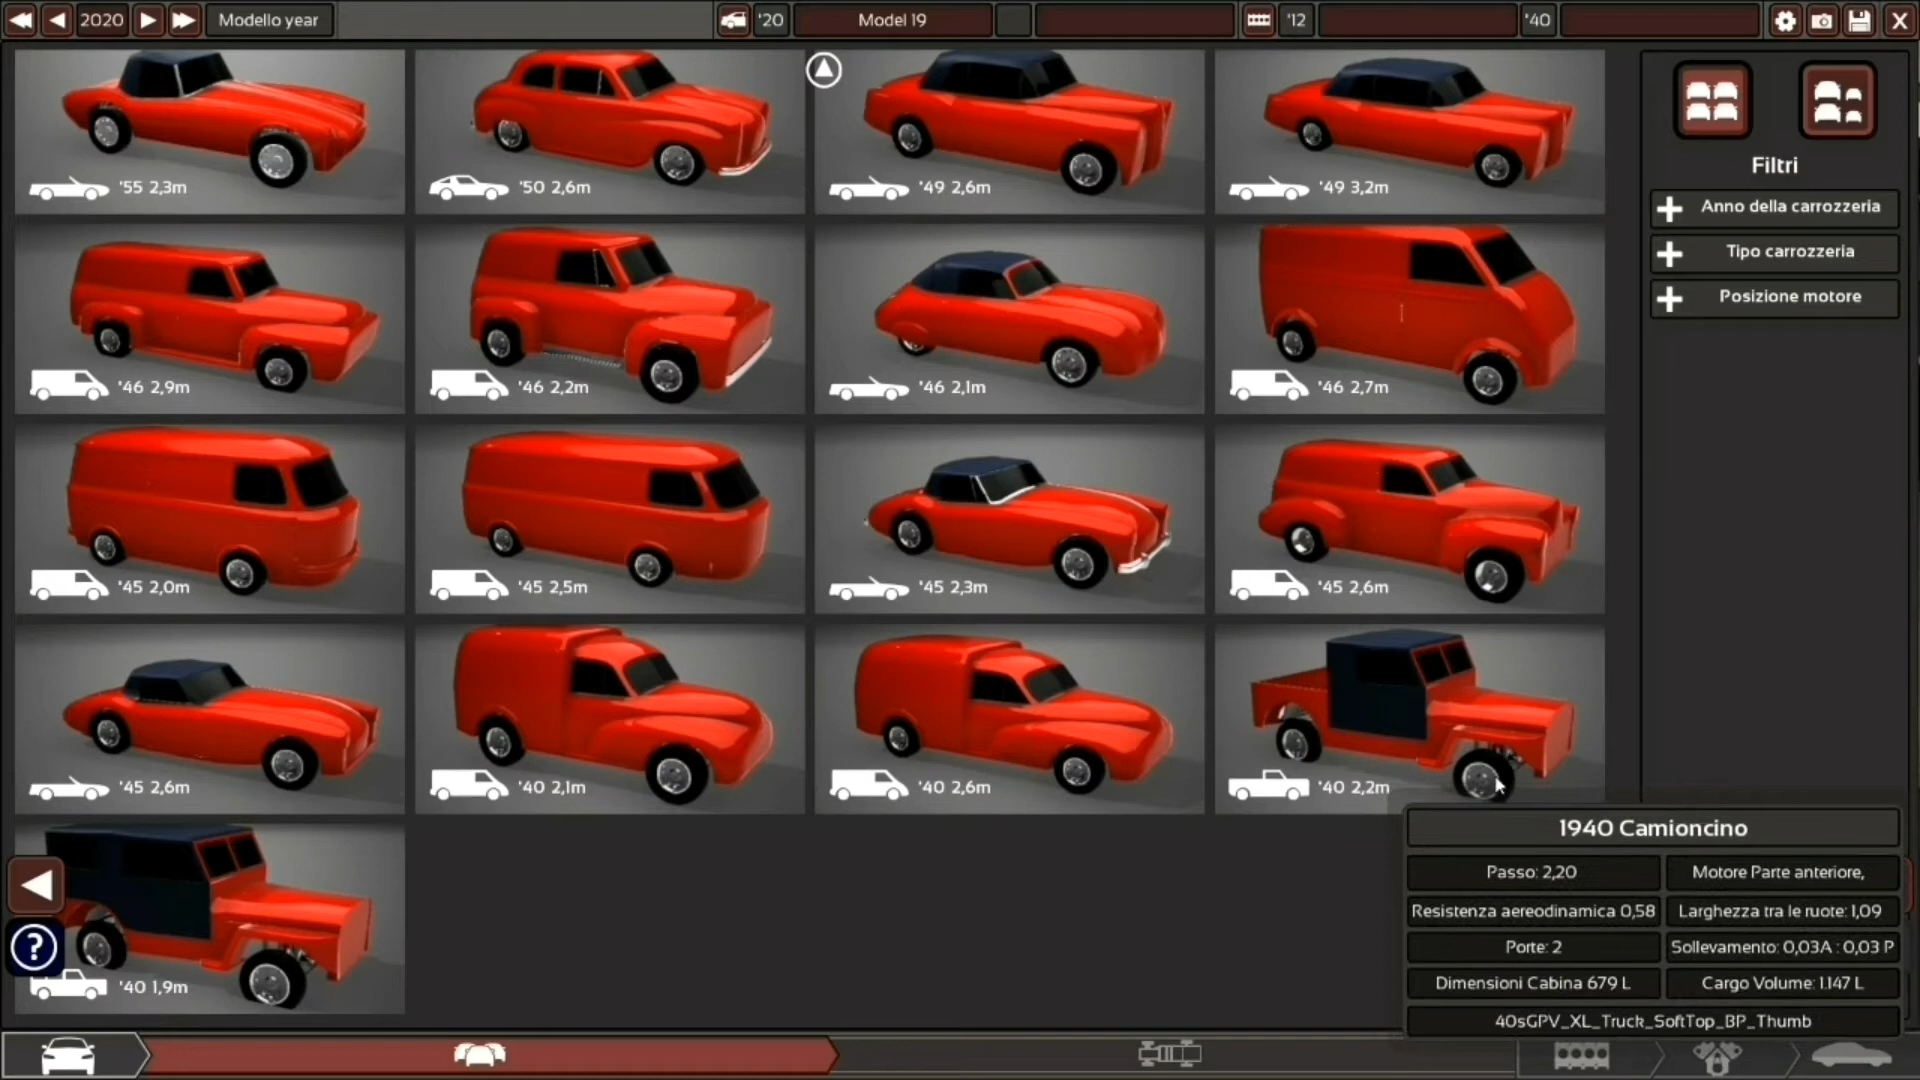 2020
Modello year
'20
Model 19
'12
'40
'55 2,3m
'50 2,6m
'49 2,6m
'49 3,2m
'46 2,9m
'46 2,2m
'46 2,1m
'46 2,7m
'45 2,0m
'45 2,5m
'45 2,3m
'45 2,6m
'45 2,6m
'40 2,1m
'40 2,6m
'40 2,2m
'40 1,9m
Filtri
Anno della carrozzeria
Tipo carrozzeria
Posizione motore
1940 Camioncino
Passo: 2,20
Motore Parte anteriore,
Resistenza aereodinamica 0,58
Larghezza tra le ruote: 1,09
Porte: 2
Sollevamento: 0,03A : 0,03 P
Dimensioni Cabina 679 L
Cargo Volume: 1.147 L
40sGPV_XL_Truck_SoftTop_BP_Thumb
?